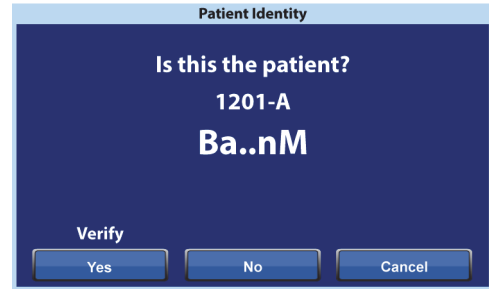 Patient Identity
Is this the patient?
1201-A
Ba..nM
Verify
Yes No Cancel